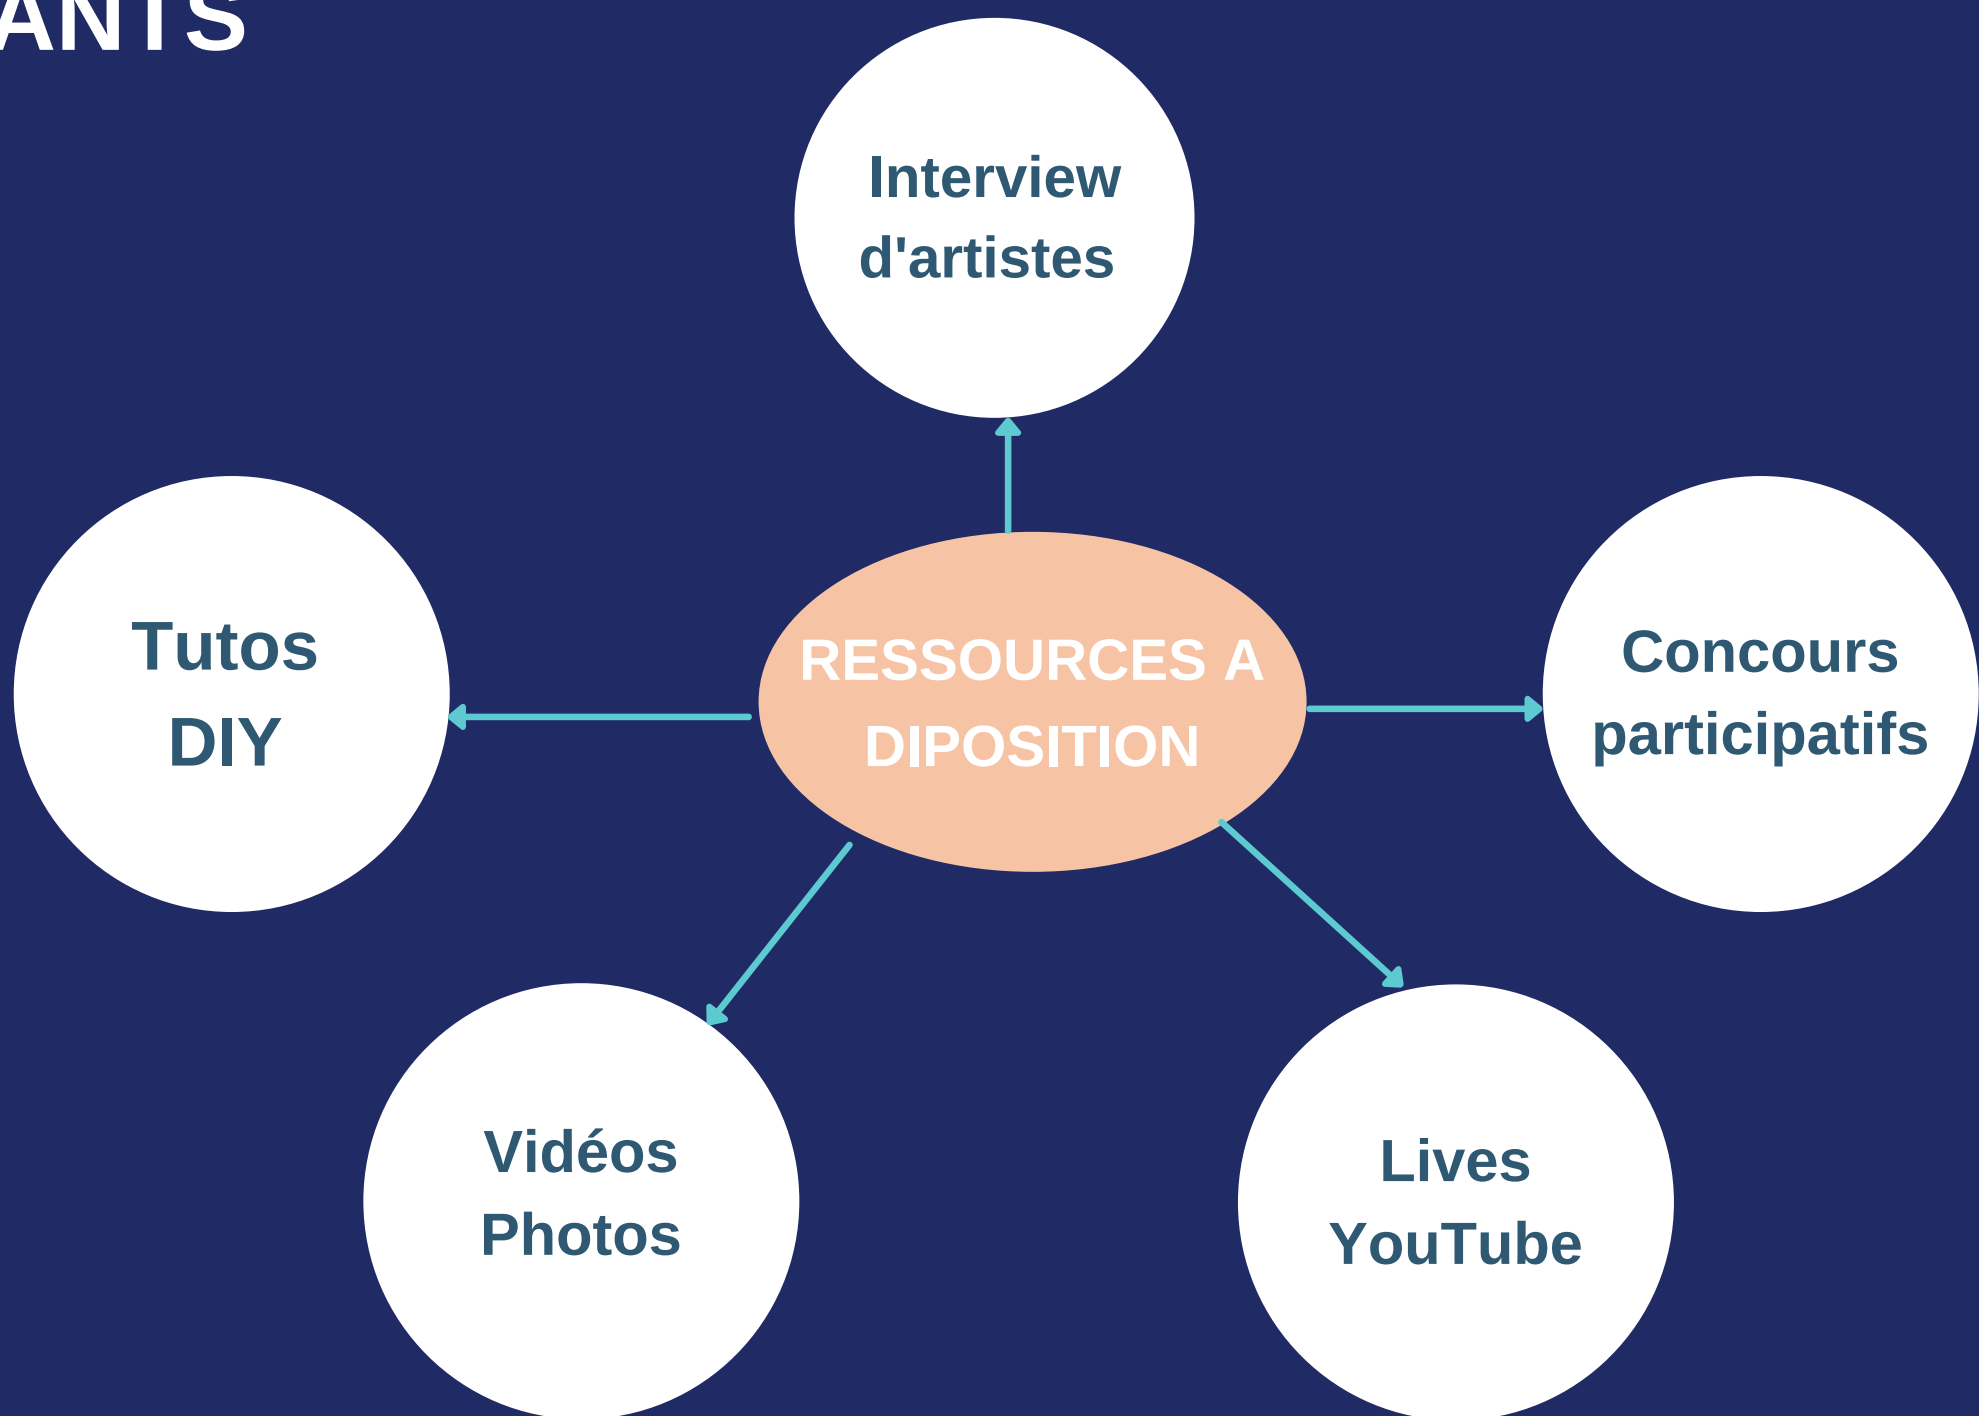 ANTS
Interview
d'artistes
Tutos
DIY
RESSOURCES A
DIPOSITION
Concours
participatifs
Vidéos
Photos
Lives
YouTube